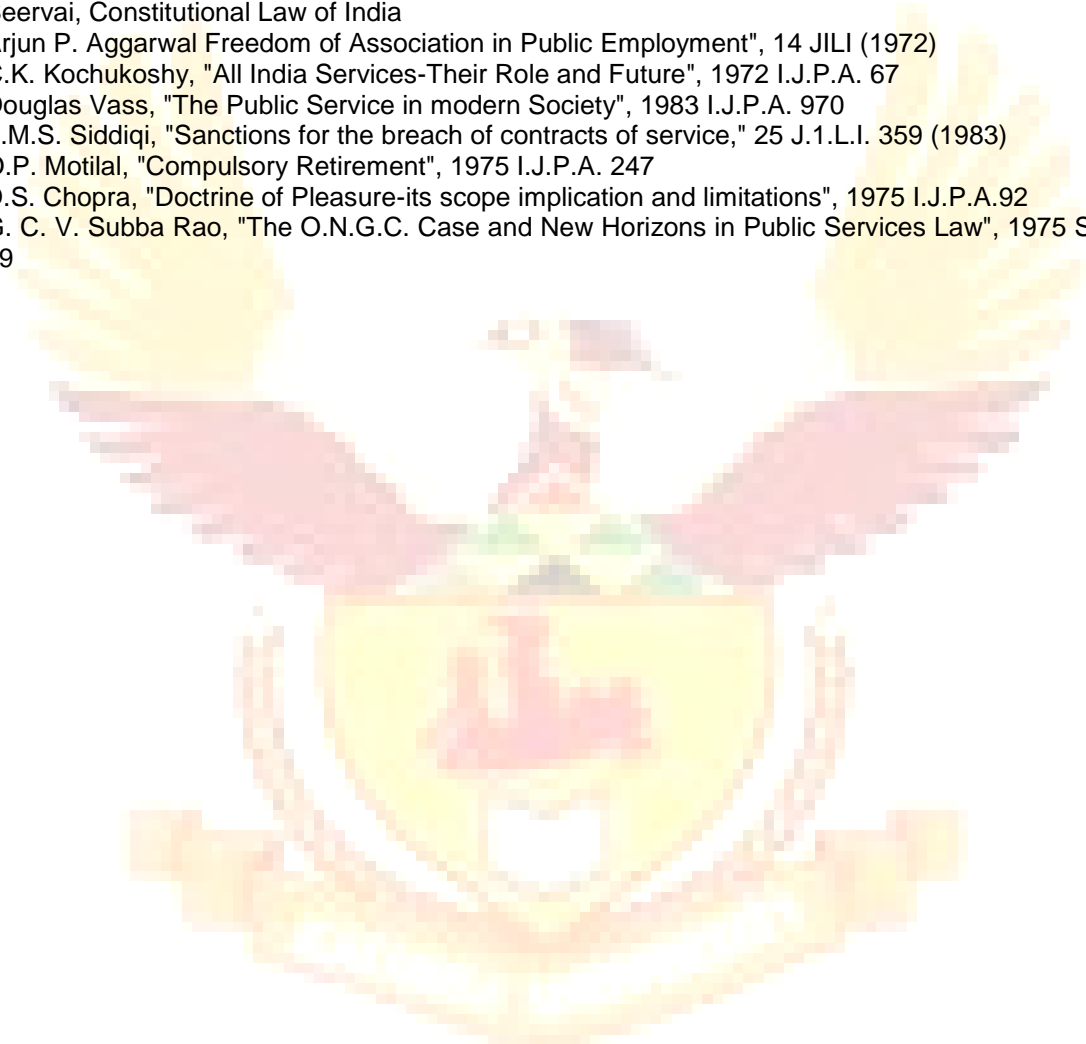 eervai, Constitutional Law of India
rjun P. Aggarwal Freedom of Association in Public Employment", 14 JILI (1972)
.K. Kochukoshy, "All India Services-Their Role and Future", 1972 I.J.P.A. 67
ouglas Vass, "The Public Service in modern Society", 1983 I.J.P.A. 970
.M.S. Siddiqi, "Sanctions for the breach of contracts of service," 25 J.1.L.I. 359 (1983)
.P. Motilal, "Compulsory Retirement", 1975 I.J.P.A. 247
.S. Chopra, "Doctrine of Pleasure-its scope implication and limitations", 1975 I.J.P.A.92
. C. V. Subba Rao, "The O.N.G.C. Case and New Horizons in Public Services Law", 1975 S
9